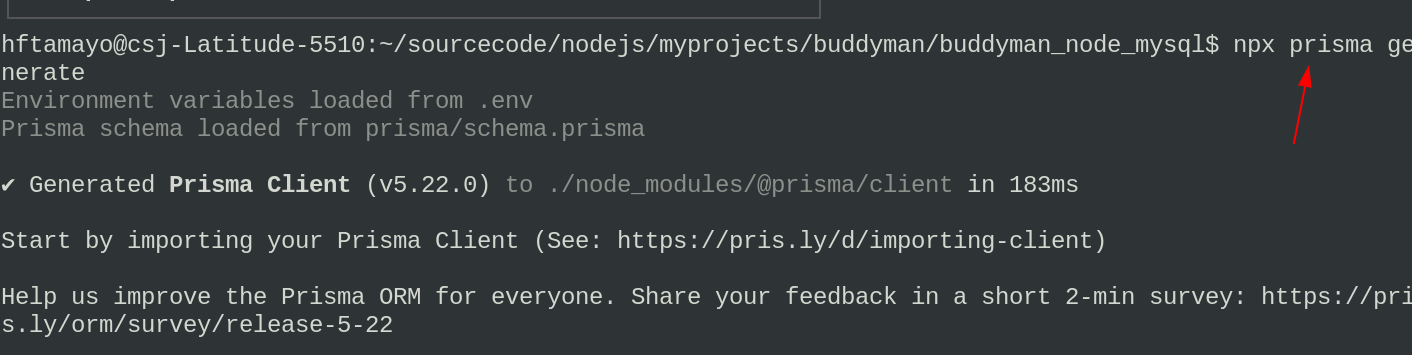 hftamayo@csj-Latitude-5510:~/sourcecode/nodejs/myprojects/buddyman/buddyman_node_mysql$ npx prisma ge
nerate
Environment variables loaded from .env
Prisma schema loaded from prisma/schema.prisma
✔ Generated Prisma Client (v5.22.0) to ./node_modules/@prisma/client in 183ms
Start by importing your Prisma Client (See: https://pris.ly/d/importing-client)
Help us improve the Prisma ORM for everyone. Share your feedback in a short 2-min survey: https://pri
s.ly/orm/survey/release-5-22